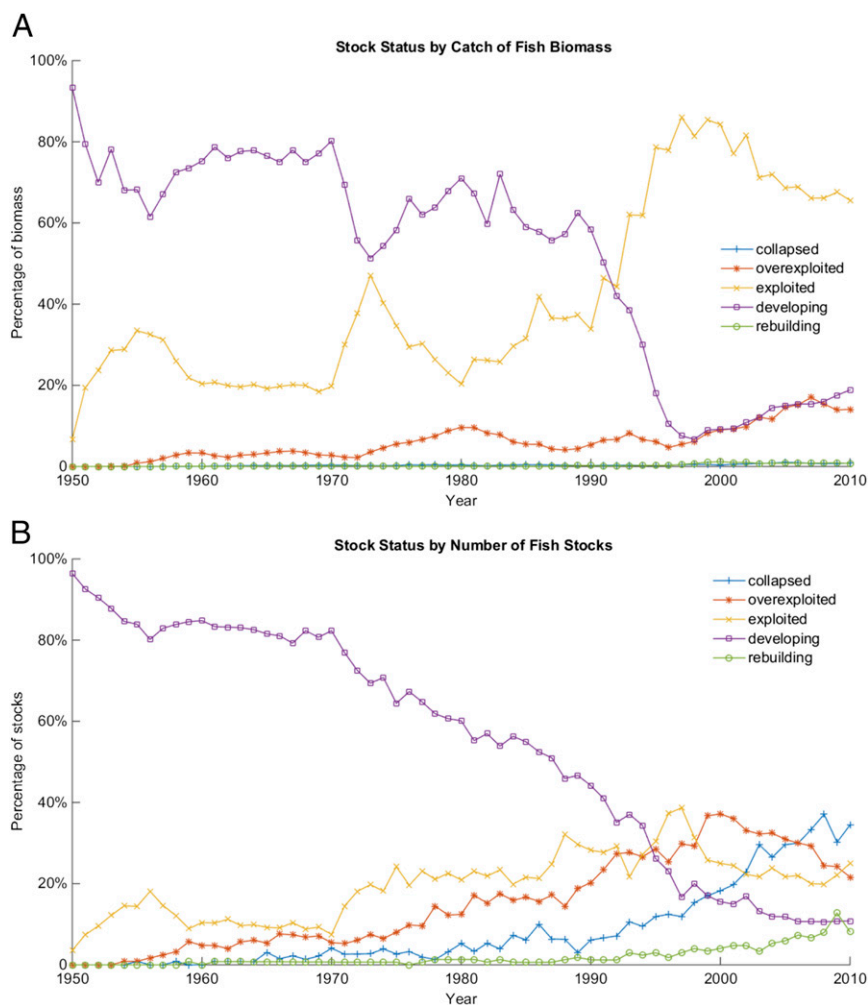 A
Stock Status by Catch of Fish Biomass
100%
80%
60%
40%
20%
0
Percentage of biomass
collapsed
overexploited
exploited
developing
rebuilding
1950 1960 1970 1980 1990 2000 2010
Year
B
Stock Status by Number of Fish Stocks
100%
80%
60%
40%
20%
0
Percentage of stocks
collapsed
overexploited
exploited
developing
rebuilding
1950 1960 1970 1980 1990 2000 2010
Year